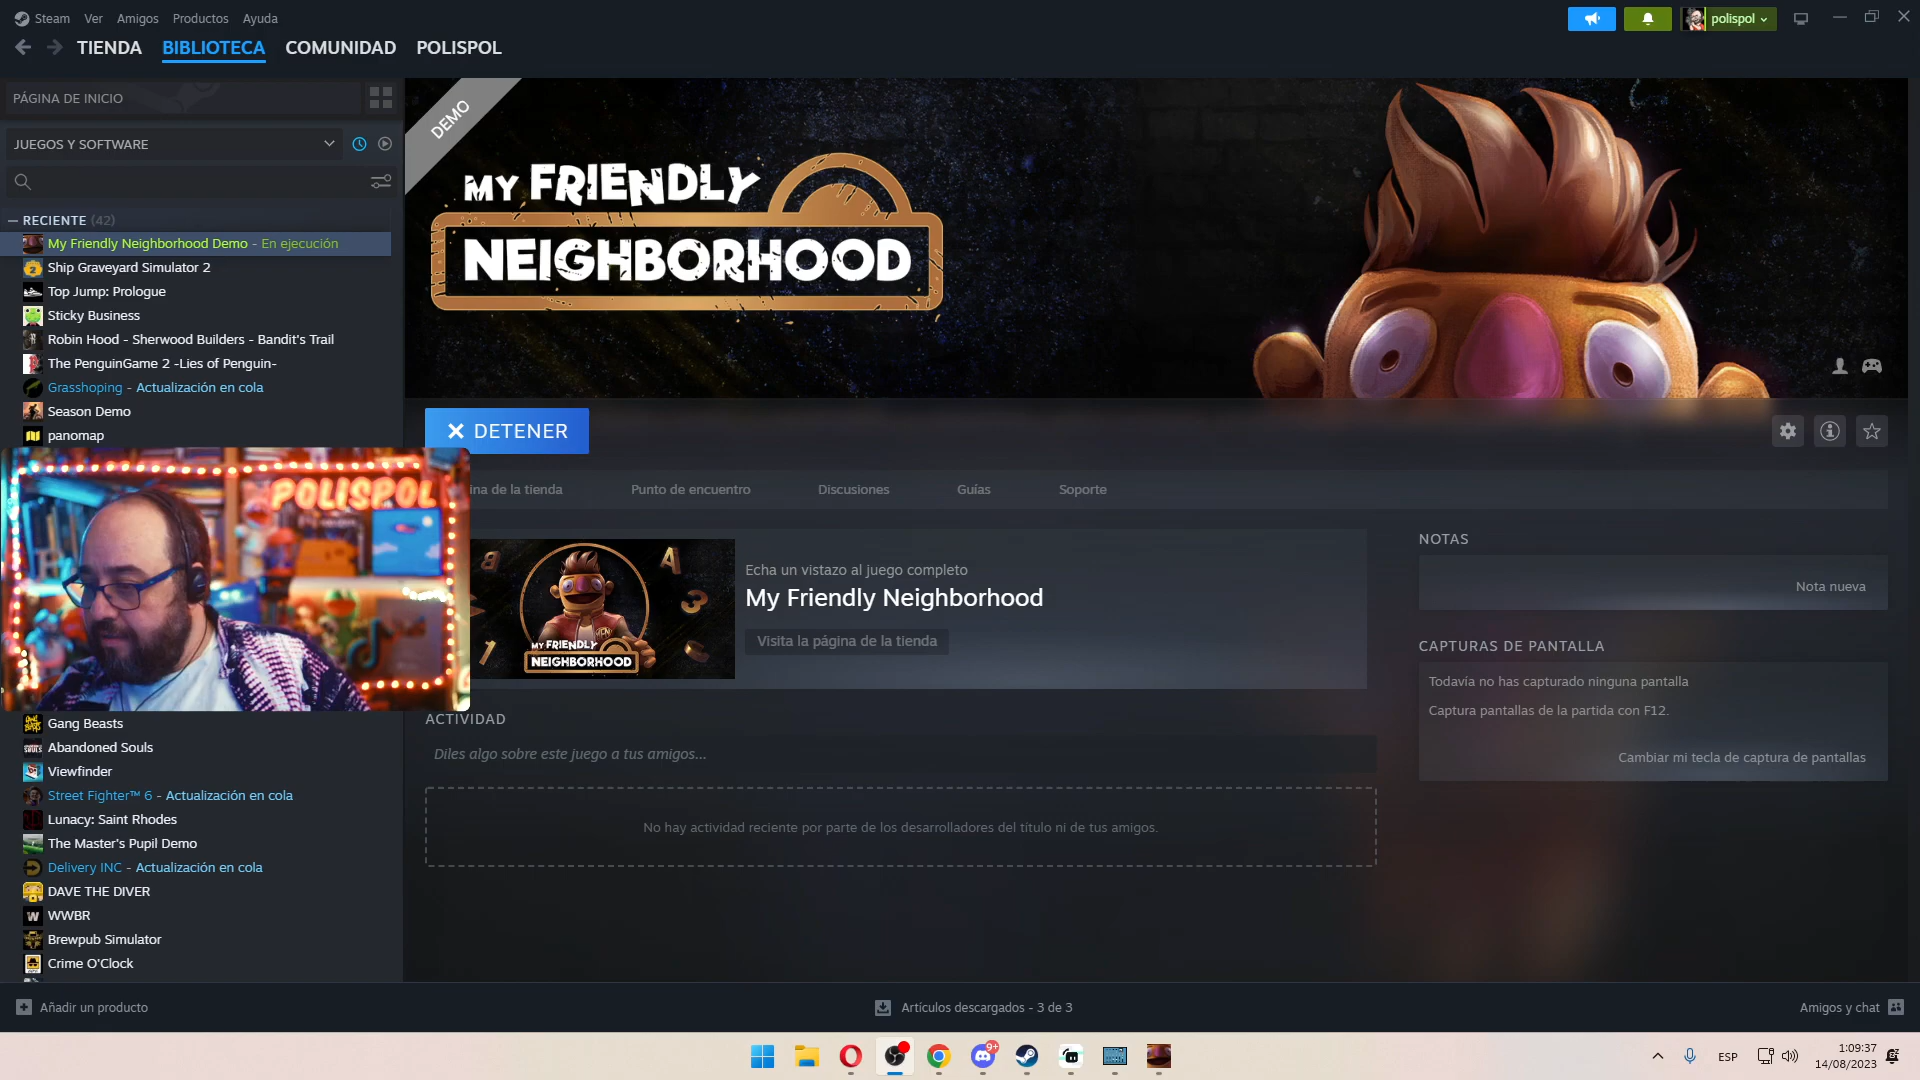 Steam Ver Amigos Productos Ayuda
polispol
TIENDA BIBLIOTECA COMUNIDAD POLISPOL
PÁGINA DE INICIO
JUEGOS Y SOFTWARE
RECIENTE (42)
My Friendly Neighborhood Demo - En ejecución
Ship Graveyard Simulator 2
Top Jump: Prologue
Sticky Business
Robin Hood - Sherwood Builders - Bandit's Trail
The PenguinGame 2 -Lies of Penguin-
Grasshoping - Actualización en cola
Season Demo
panomap
POLISPOL
Gang Beasts
Abandoned Souls
Viewfinder
Street Fighter™ 6 - Actualización en cola
Lunacy: Saint Rhodes
The Master's Pupil Demo
Delivery INC - Actualización en cola
DAVE THE DIVER
WWBR
Brewpub Simulator
Crime O'Clock
DEMO
MY FRIENDLY
NEIGHBORHOOD
DETENER
ina de la tienda Punto de encuentro Discusiones Guías Soporte
8 A
3
1
MY FRIENDLY
NEIGHBORHOOD
Echa un vistazo al juego completo
My Friendly Neighborhood
Visita la página de la tienda
ACTIVIDAD
Diles algo sobre este juego a tus amigos...
No hay actividad reciente por parte de los desarrolladores del título ni de tus amigos.
NOTAS
Nota nueva
CAPTURAS DE PANTALLA
Todavía no has capturado ninguna pantalla
Captura pantallas de la partida con F12.
Cambiar mi tecla de captura de pantallas
Añadir un producto
Artículos descargados - 3 de 3
Amigos y chat
9+
ESP
1:09:37
14/08/2023